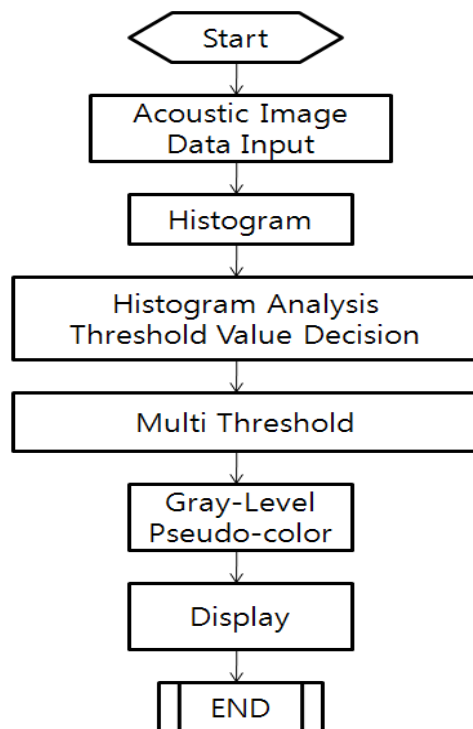 Start
Acoustic Image
Data Input
Histogram
Histogram Analysis
Threshold Value Decision
Multi Threshold
Gray-Level
Pseudo-color
Display
END